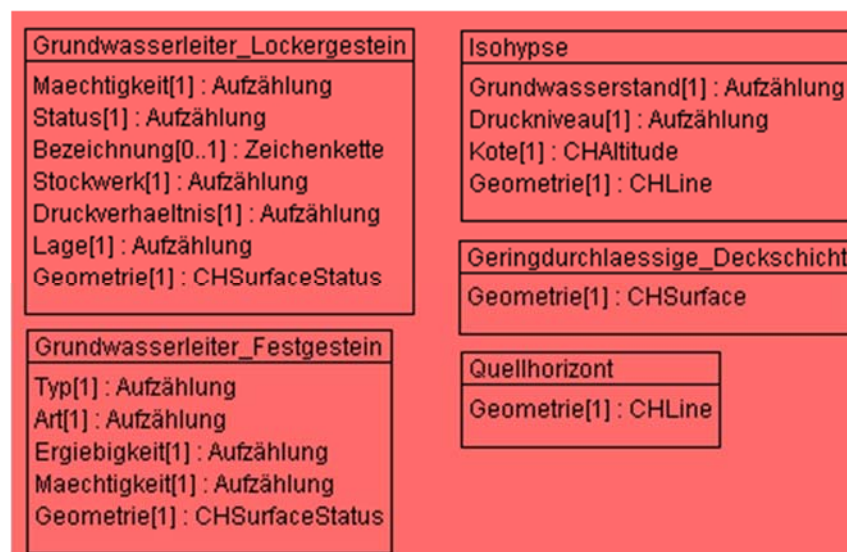 Grundwasserleiter_Lockergestein
Maechtigkeit[1] : Aufzählung
Status[1] : Aufzählung
Bezeichnung[0..1] : Zeichenkette
Stockwerk[1] : Aufzählung
Druckverhaeltnis[1] : Aufzählung
Lage[1] : Aufzählung
Geometrie[1] : CHSurfaceStatus
Grundwasserleiter_Festgestein
Typ[1] : Aufzählung
Art[1] : Aufzählung
Ergiebigkeit[1] : Aufzählung
Maechtigkeit[1] : Aufzählung
Geometrie[1] : CHSurfaceStatus
Isohypse
Grundwasserstand[1] : Aufzählung
Druckniveau[1] : Aufzählung
Kote[1] : CHAltitude
Geometrie[1] : CHLine
Geringdurchlaessige_Deckschicht
Geometrie[1] : CHSurface
Quellhorizont
Geometrie[1] : CHLine